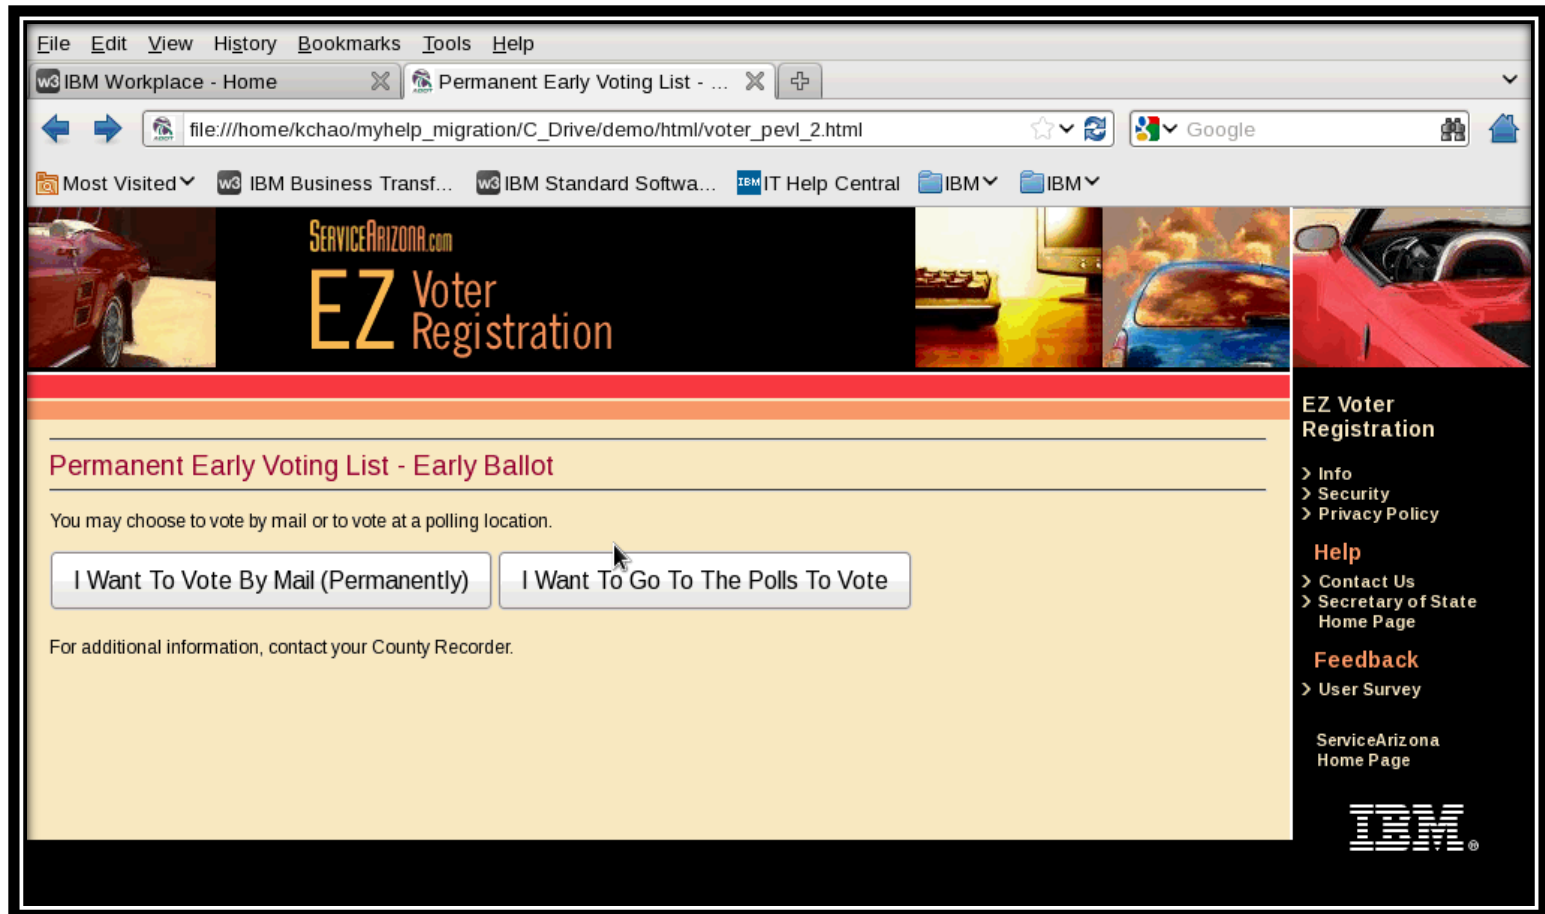 File Edit View History Bookmarks Tools Help
w3 IBM Workplace - Home
Permanent Early Voting List - ...
file:///home/kchao/myhelp_migration/C_Drive/demo/html/voter_pevl_2.html
Google
Most Visited
w3 IBM Business Transf...
w3 IBM Standard Softwa...
IBM IT Help Central
IBM
IBM
SERVICEARIZONA.com
EZ Voter
Registration
Permanent Early Voting List - Early Ballot
You may choose to vote by mail or to vote at a polling location.
I Want To Vote By Mail (Permanently)
I Want To Go To The Polls To Vote
For additional information, contact your County Recorder.
EZ Voter
Registration
Info
Security
Privacy Policy
Help
Contact Us
Secretary of State
Home Page
Feedback
User Survey
ServiceArizona
Home Page
IBM®